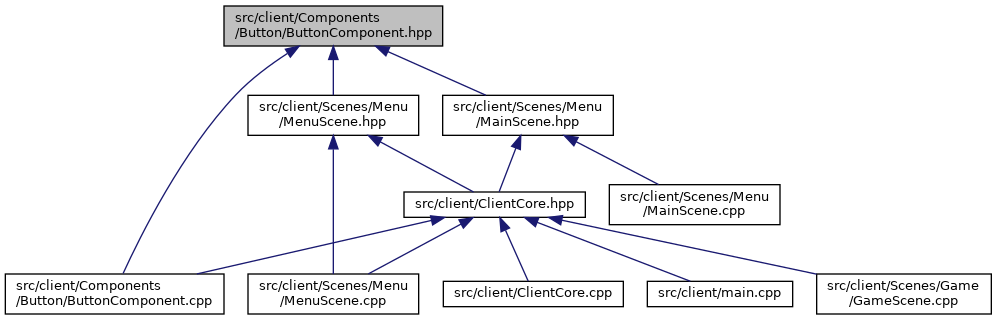 src/client/Components
/Button/ButtonComponent.hpp
src/client/Scenes/Menu
/MenuScene.hpp
src/client/Scenes/Menu
/MainScene.hpp
src/client/ClientCore.hpp
src/client/Scenes/Menu
/MainScene.cpp
src/client/Components
/Button/ButtonComponent.cpp
src/client/Scenes/Menu
/MenuScene.cpp
src/client/ClientCore.cpp
src/client/main.cpp
src/client/Scenes/Game
/GameScene.cpp